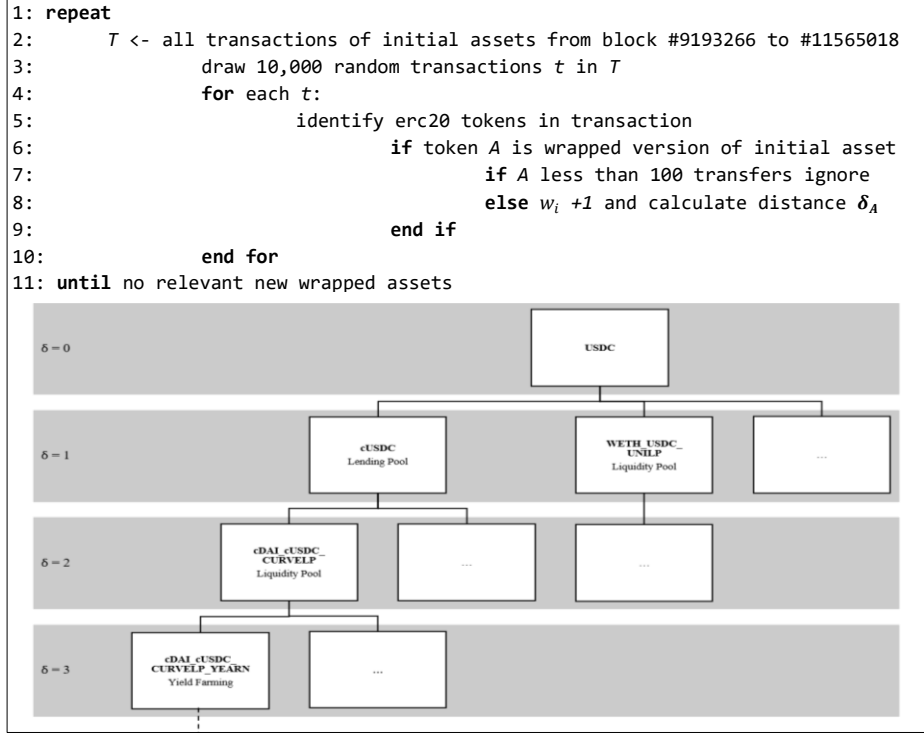 1: repeat
2: T <- all transactions of initial assets from block #9193266 to #11565018
3: draw 10,000 random transactions t in T
4: for each t:
5: identify erc20 tokens in transaction
6: if token A is wrapped version of initial asset
7: if A less than 100 transfers ignore
8: else wᵢ +1 and calculate distance δ_A
9: end if
10: end for
11: until no relevant new wrapped assets
δ = 0
USDC
δ = 1
cUSDC
Lending Pool
WETH_USDC_
UNILP
Liquidity Pool
...
δ = 2
cDAI_cUSDC_
CURVELP
Liquidity Pool
...
...
δ = 3
cDAI_cUSDC_
CURVELP_YEARN
Yield Farming
...